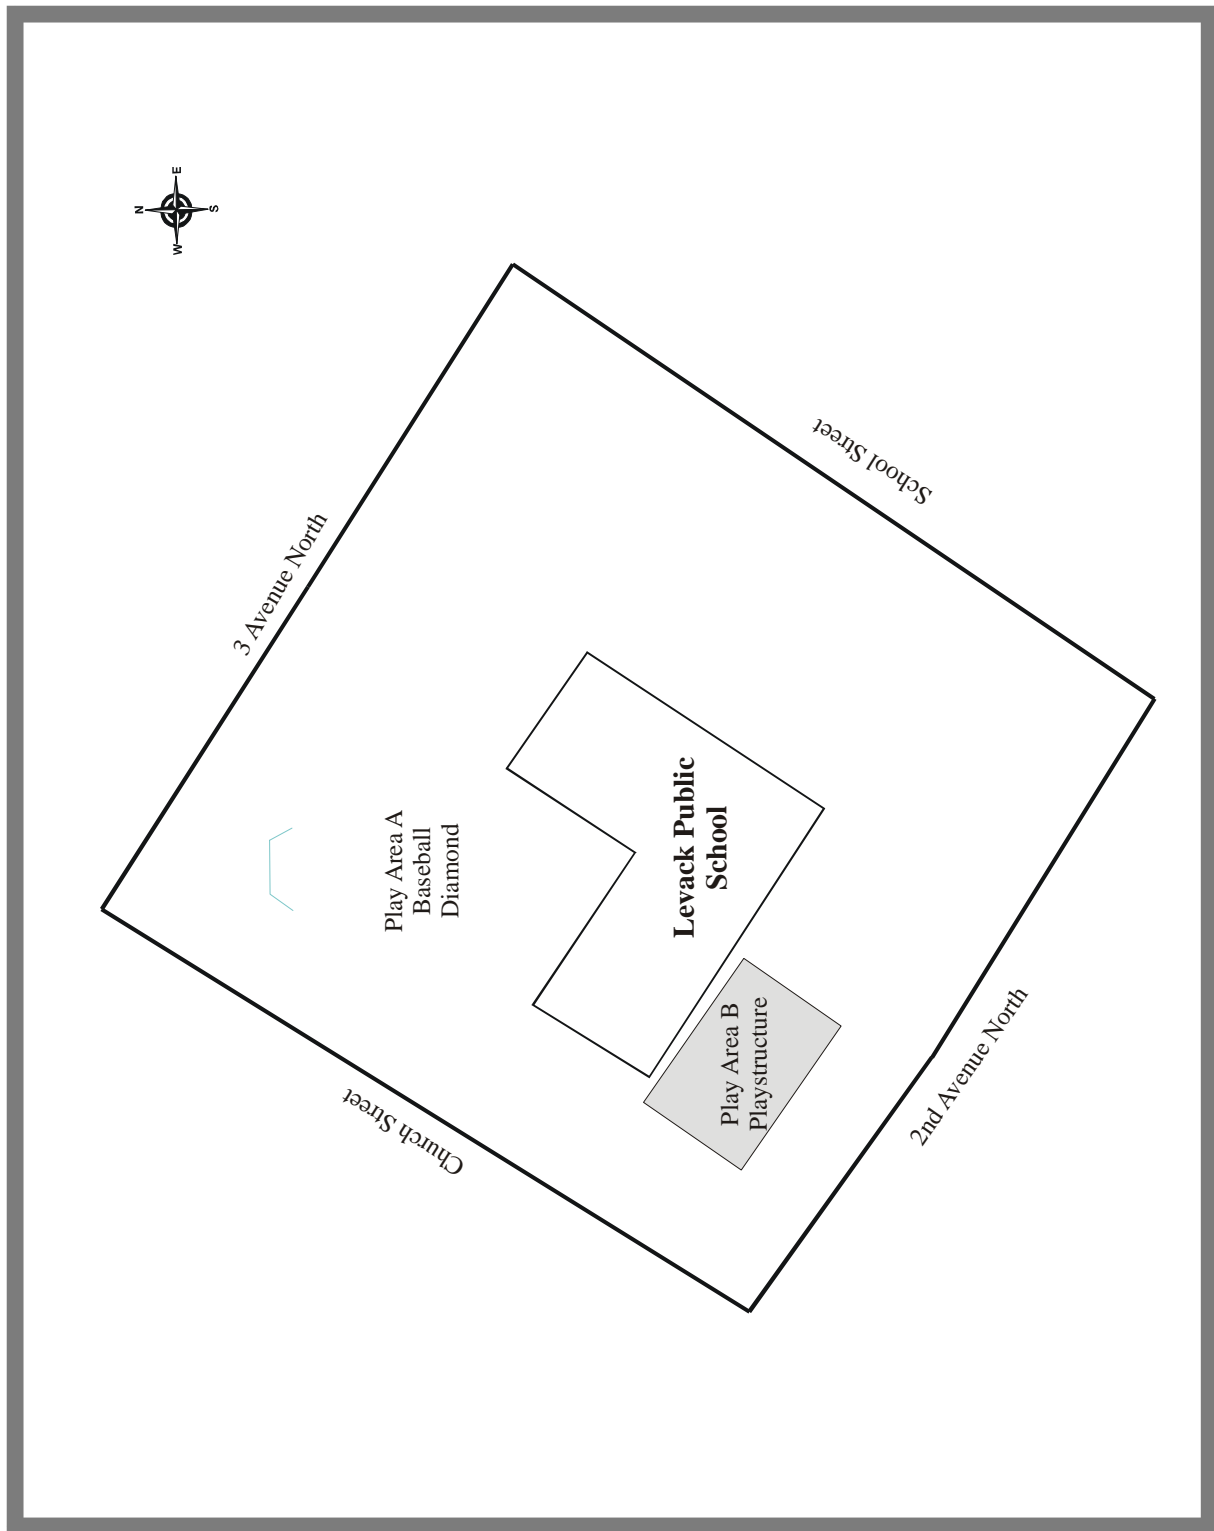 N
E
S
W
3 Avenue North
School Street
Play Area A
Baseball
Diamond
Levack Public
School
Play Area B
Playstructure
Church Street
2nd Avenue North